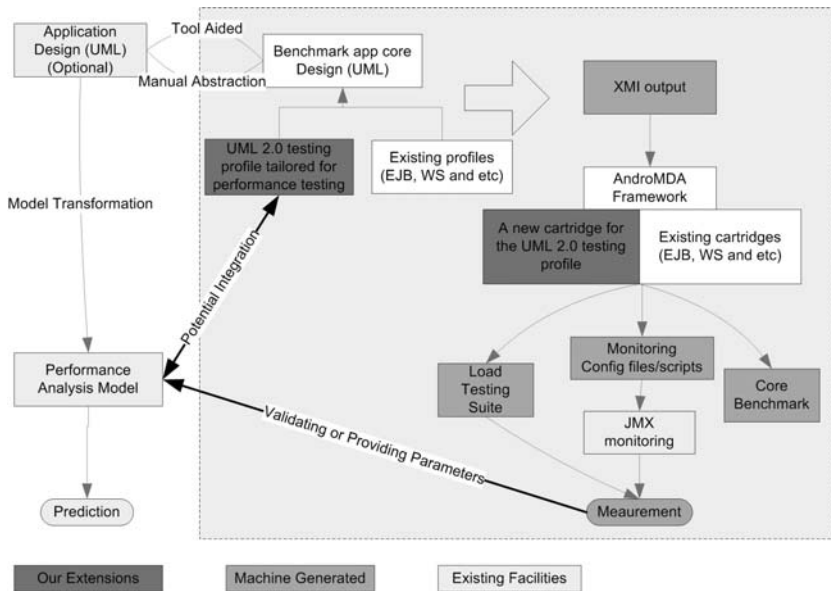 Application
Design (UML)
(Optional)
Tool Aided
Manual Abstraction
Benchmark app core
Design (UML)
XMI output
UML 2.0 testing
profile tailored for
performance testing
Existing profiles
(EJB, WS and etc)
AndroMDA
Framework
A new cartridge for
the UML 2.0 testing
profile
Existing cartridges
(EJB, WS and etc)
Model Transformation
Potential Integration
Performance
Analysis Model
Load
Testing
Suite
Monitoring
Config files/scripts
Core
Benchmark
JMX
monitoring
Validating or Providing Parameters
Prediction
Meaurement
Our Extensions
Machine Generated
Existing Facilities